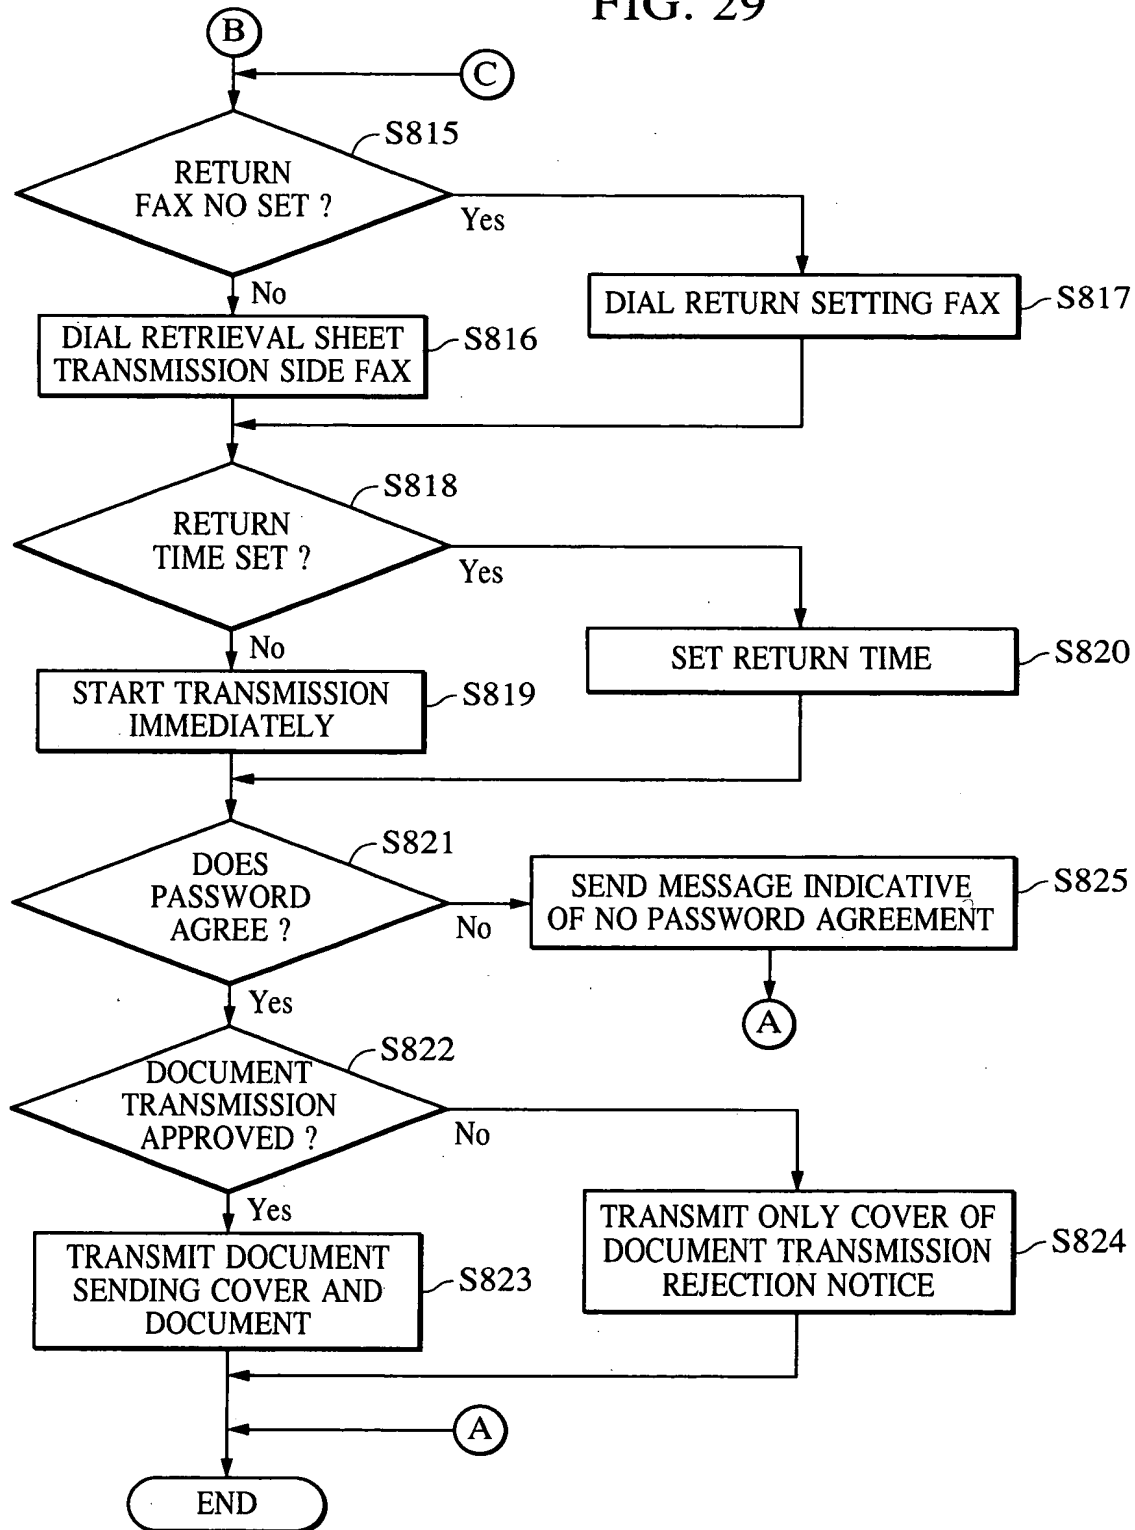 FIG. 29
B
C
S815
RETURN
FAX NO SET ?
Yes
No
DIAL RETURN SETTING FAX
S817
DIAL RETRIEVAL SHEET
TRANSMISSION SIDE FAX
S816
S818
RETURN
TIME SET ?
Yes
No
SET RETURN TIME
S820
START TRANSMISSION
IMMEDIATELY
S819
S821
DOES
PASSWORD
AGREE ?
No
Yes
SEND MESSAGE INDICATIVE
OF NO PASSWORD AGREEMENT
S825
A
S822
DOCUMENT
TRANSMISSION
APPROVED ?
No
Yes
TRANSMIT ONLY COVER OF
DOCUMENT TRANSMISSION
REJECTION NOTICE
S824
TRANSMIT DOCUMENT
SENDING COVER AND
DOCUMENT
S823
A
END